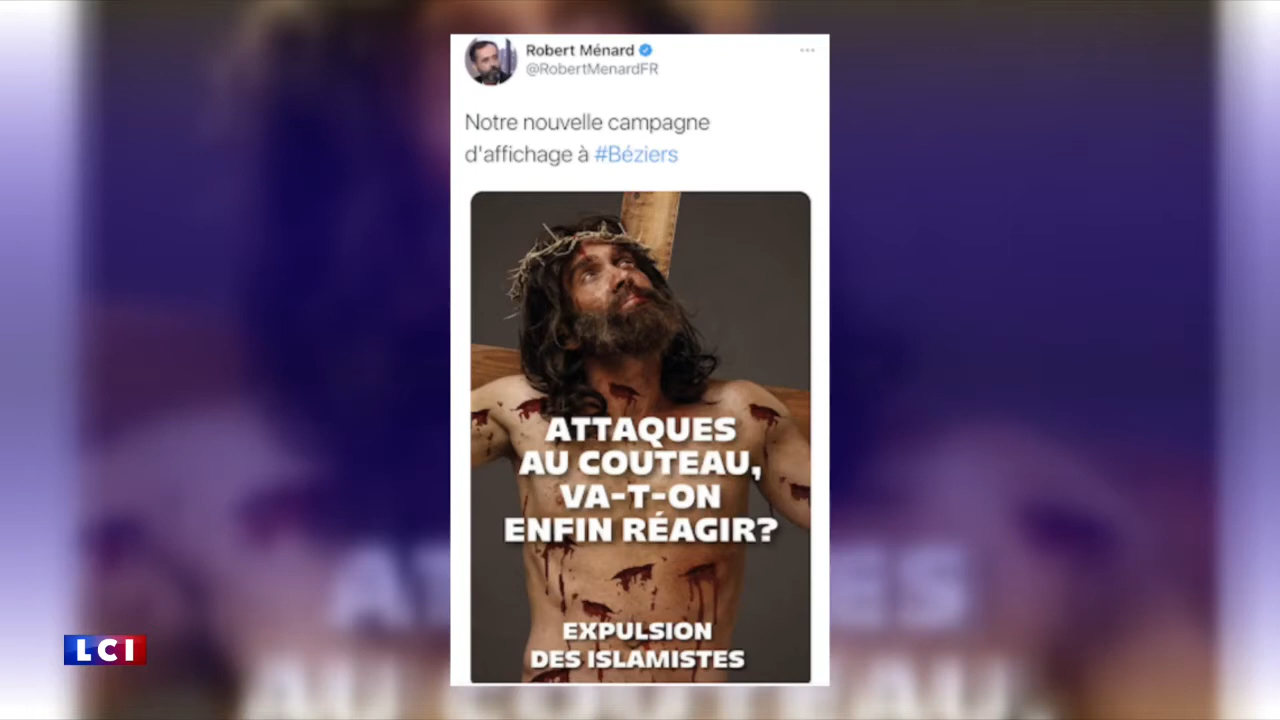 Robert Ménard
@RobertMenardFR
Notre nouvelle campagne
d'affichage à #Béziers
ATTAQUES
AU COUTEAU,
VA-T-ON
ENFIN RÉAGIR?
EXPULSION
DES ISLAMISTES
LCI